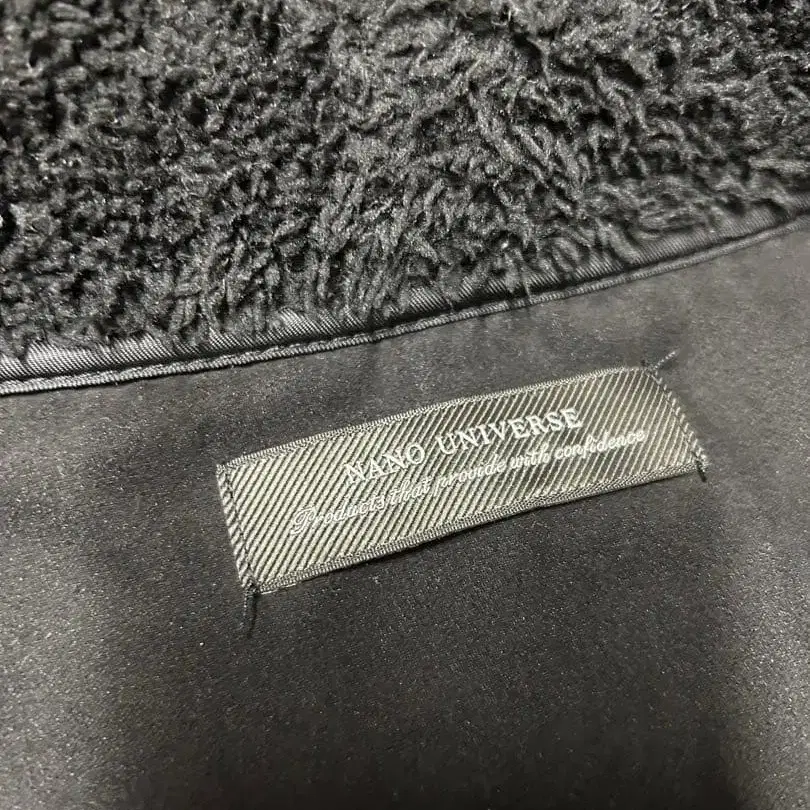 NANO UNIVERSE
Products that provide with confidence